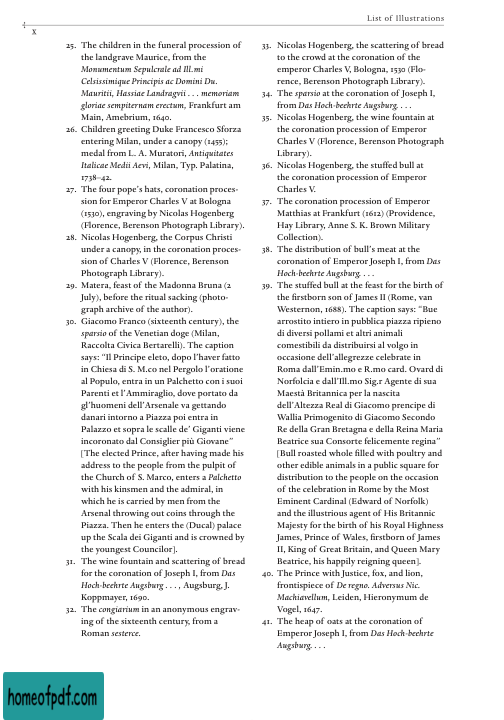 List of Illustrations
x
25. The children in the funeral procession of
the landgrave Maurice, from the
Monumentum Sepulcrale ad Ill.mi
Celsissimique Principis ac Domini Du.
Mauritii, Hassiae Landragvii . . . memoriam
gloriae sempiternam erectum, Frankfurt am
Main, Amebrium, 1640.
26. Children greeting Duke Francesco Sforza
entering Milan, under a canopy (1455);
medal from L. A. Muratori, Antiquitates
Italicae Medii Aevi, Milan, Typ. Palatina,
1738–42.
27. The four pope's hats, coronation proces-
sion for Emperor Charles V at Bologna
(1530), engraving by Nicolas Hogenberg
(Florence, Berenson Photograph Library).
28. Nicolas Hogenberg, the Corpus Christi
under a canopy, in the coronation proces-
sion of Charles V (Florence, Berenson
Photograph Library).
29. Matera, feast of the Madonna Bruna (2
July), before the ritual sacking (photo-
graph archive of the author).
30. Giacomo Franco (sixteenth century), the
sparsio of the Venetian doge (Milan,
Raccolta Civica Bertarelli). The caption
says: "Il Principe eleto, dopo l'haver fatto
in Chiesa di S. M.co nel Pergolo l'oratione
al Populo, entra in un Palchetto con i suoi
Parenti et l'Ammiraglio, dove portato da
gl'huomeni dell'Arsenale va gettando
danari intorno a Piazza poi entra in
Palazzo et sopra le scalle de' Giganti viene
incoronato dal Consiglier più Giovane"
[The elected Prince, after having made his
address to the people from the pulpit of
the Church of S. Marco, enters a Palchetto
with his kinsmen and the admiral, in
which he is carried by men from the
Arsenal throwing out coins through the
Piazza. Then he enters the (Ducal) palace
up the Scala dei Giganti and is crowned by
the youngest Councilor].
31. The wine fountain and scattering of bread
for the coronation of Joseph I, from Das
Hoch-beehrte Augsburg . . . , Augsburg, J.
Koppmayer, 1690.
32. The congiarium in an anonymous engrav-
ing of the sixteenth century, from a
Roman sesterce.
33. Nicolas Hogenberg, the scattering of bread
to the crowd at the coronation of the
emperor Charles V, Bologna, 1530 (Flo-
rence, Berenson Photograph Library).
34. The sparsio at the coronation of Joseph I,
from Das Hoch-beehrte Augsburg. . . .
35. Nicolas Hogenberg, the wine fountain at
the coronation procession of Emperor
Charles V (Florence, Berenson Photograph
Library).
36. Nicolas Hogenberg, the stuffed bull at
the coronation procession of Emperor
Charles V.
37. The coronation procession of Emperor
Matthias at Frankfurt (1612) (Providence,
Hay Library, Anne S. K. Brown Military
Collection).
38. The distribution of bull's meat at the
coronation of Emperor Joseph I, from Das
Hoch-beehrte Augsburg. . . .
39. The stuffed bull at the feast for the birth of
the firstborn son of James II (Rome, van
Westernon, 1688). The caption says: "Bue
arrostito intiero in pubblica piazza ripieno
di diversi pollami et altri animali
comestibili da distribuirsi al volgo in
occasione dell'allegrezze celebrate in
Roma dall'Emin.mo e R.mo card. Ovard di
Norfolcia e dall'Ill.mo Sig.r Agente di sua
Maestà Britannica per la nascita
dell'Altezza Real di Giacomo prencipe di
Wallia Primogenito di Giacomo Secondo
Re della Gran Bretagna e della Reina Maria
Beatrice sua Consorte felicemente regina"
[Bull roasted whole filled with poultry and
other edible animals in a public square for
distribution to the people on the occasion
of the celebration in Rome by the Most
Eminent Cardinal (Edward of Norfolk)
and the illustrious agent of His Britannic
Majesty for the birth of his Royal Highness
James, Prince of Wales, firstborn of James
II, King of Great Britain, and Queen Mary
Beatrice, his happily reigning queen].
40. The Prince with Justice, fox, and lion,
frontispiece of De regno. Adversus Nic.
Machiavellum, Leiden, Hieronymum de
Vogel, 1647.
41. The heap of oats at the coronation of
Emperor Joseph I, from Das Hoch-beehrte
Augsburg. . . .
homeofpdf.com